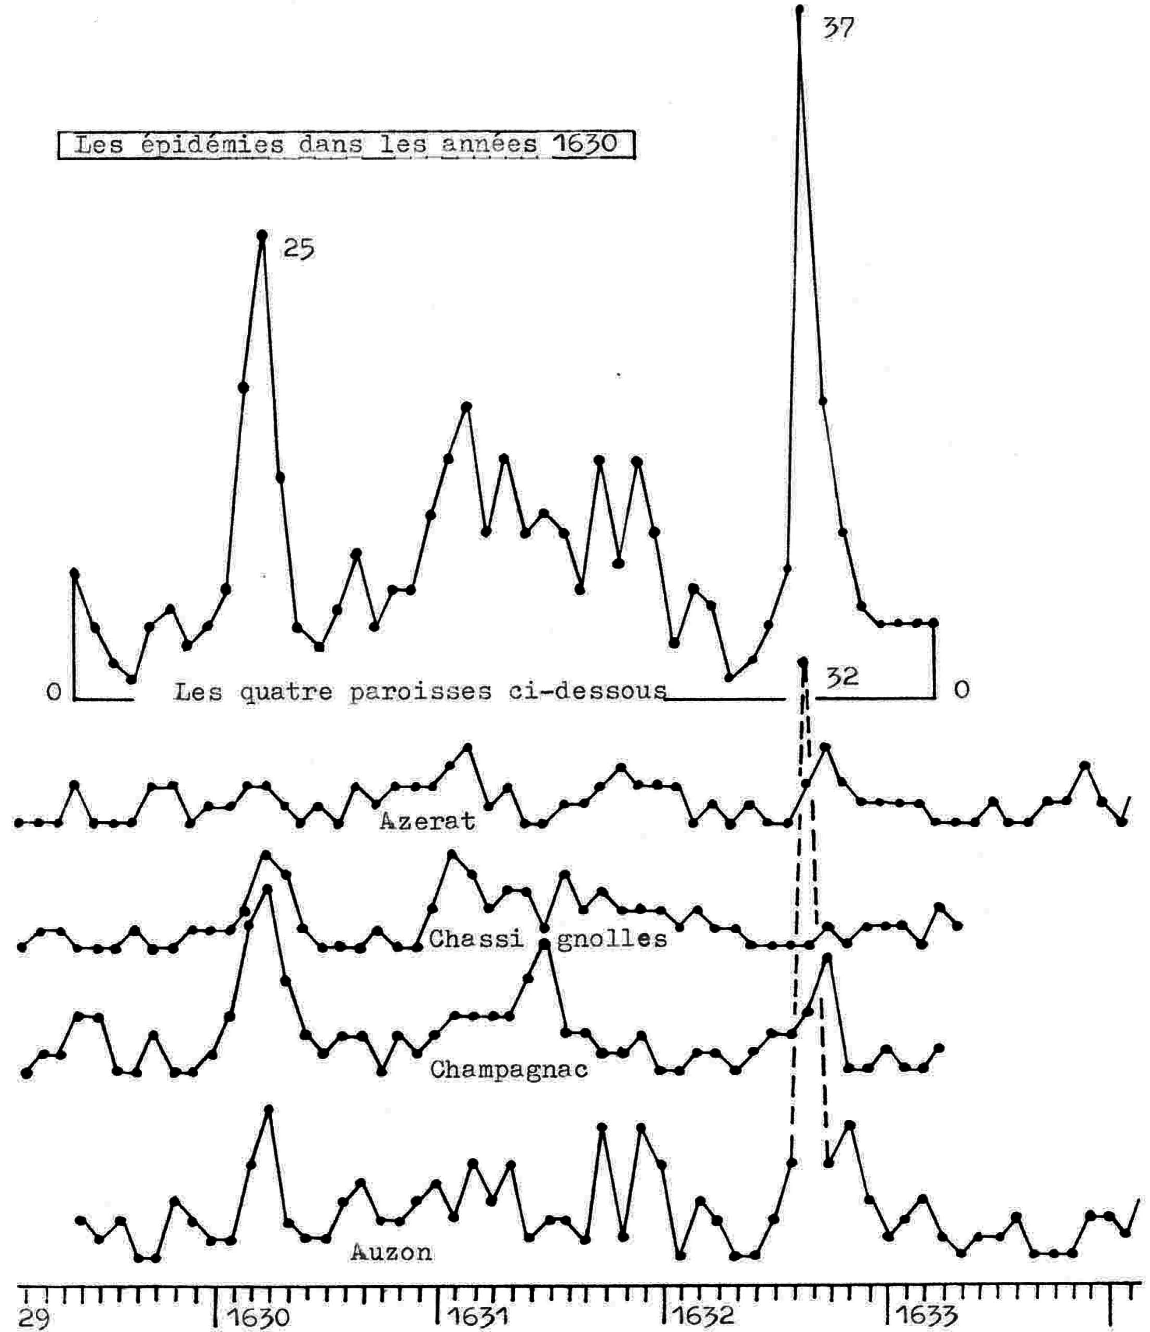 37
Les épidémies dans les années 1630
25
0 Les quatre paroisses ci-dessous 32 0
Azerat
Chassi gnolles
Champagnac
Auzon
29 1630 1631 1632 1633